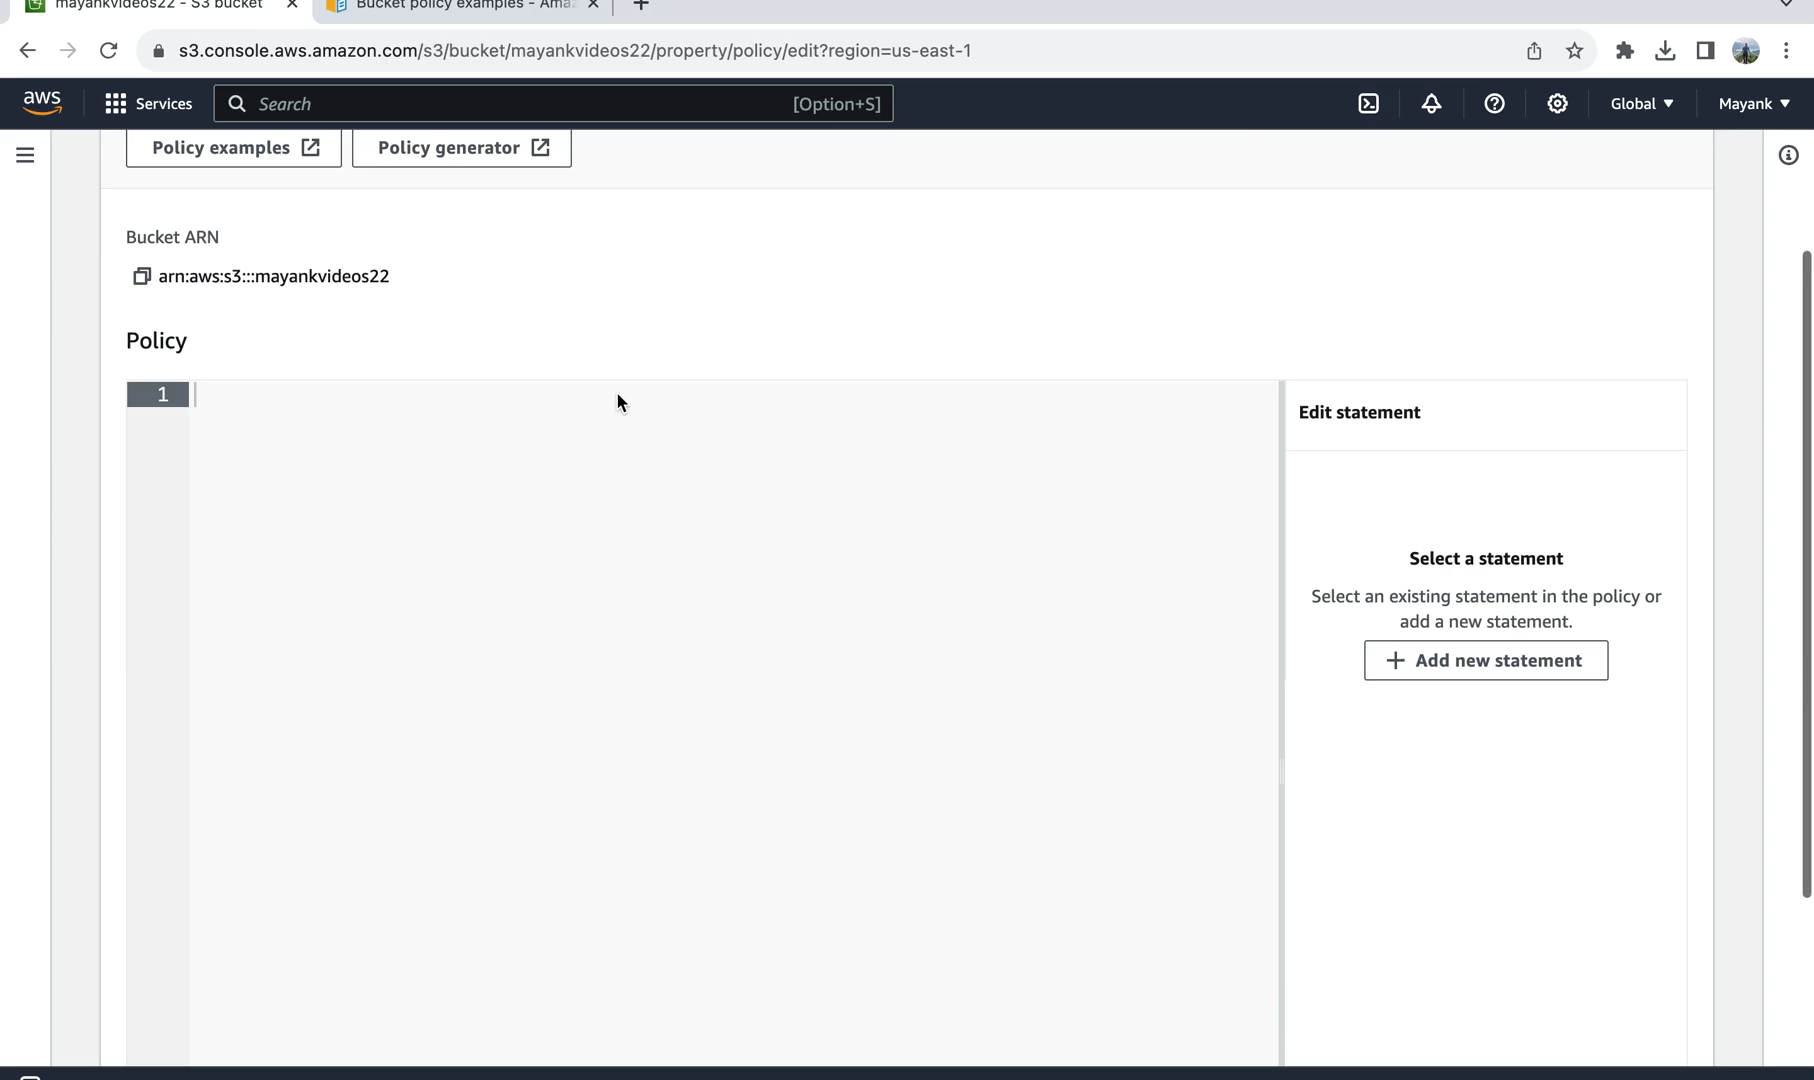 mayankvideos22 - S3 bucket
Bucket policy examples - Amaz
s3.console.aws.amazon.com/s3/bucket/mayankvideos22/property/policy/edit?region=us-east-1
aws
Services
Search
[Option+S]
Global
Mayank
Policy examples
Policy generator
Bucket ARN
arn:aws:s3:::mayankvideos22
Policy
1
Edit statement
Select a statement
Select an existing statement in the policy or
add a new statement.
+ Add new statement